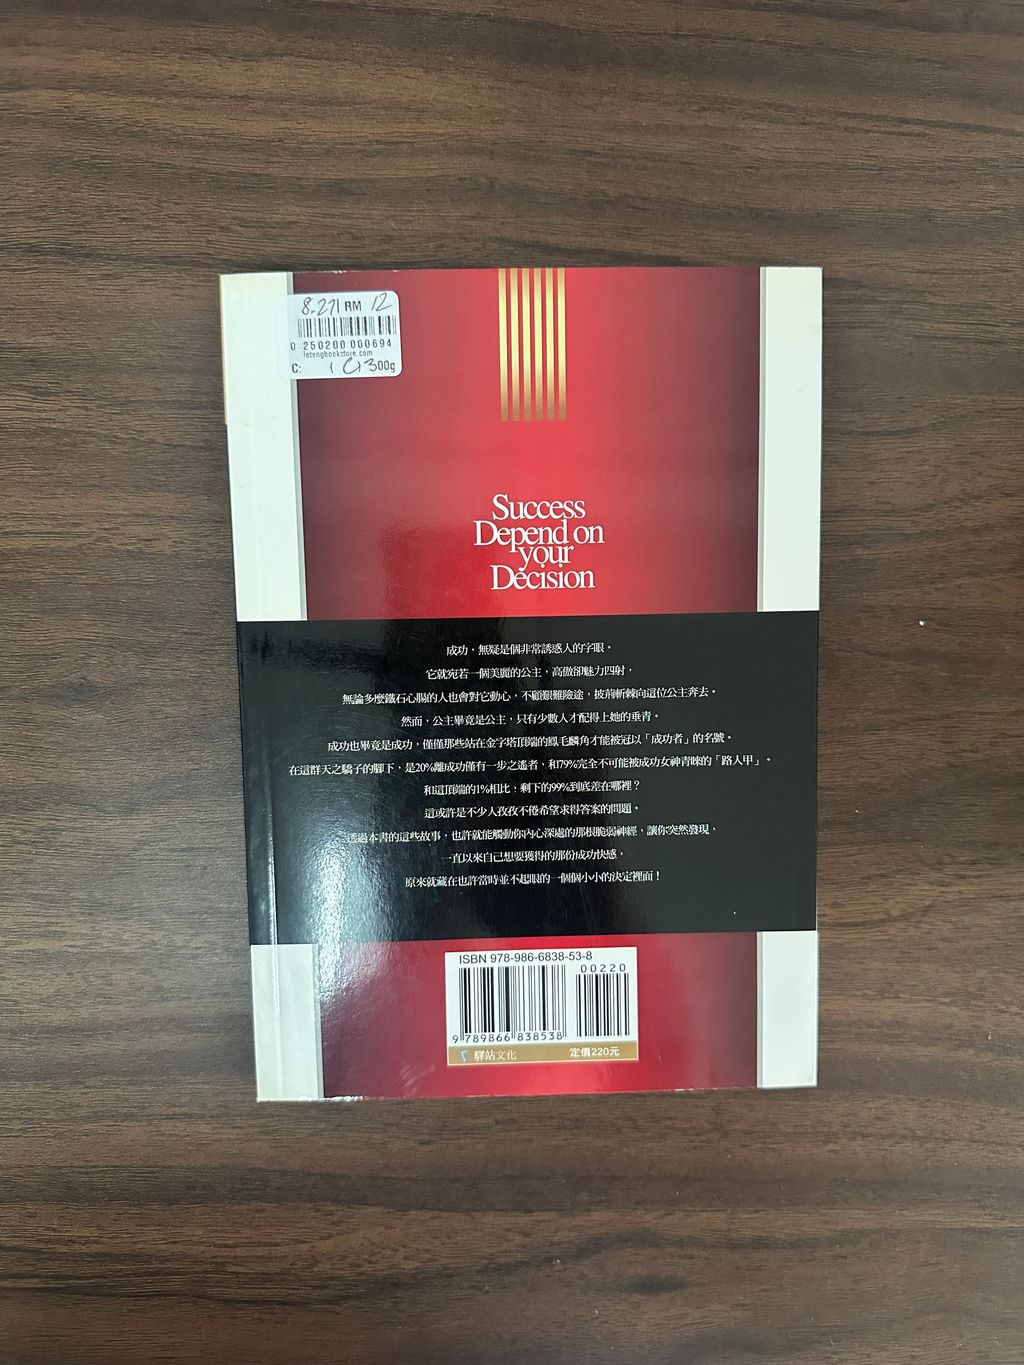 8.271 RM 12
0 250200 000694
letengbookstore.com
C: 300g
Success
Depend on
your
Decision
成功，無疑是個非常誘惑人的字眼。
它就宛若一個美麗的公主，高傲卻魅力四射，
無論多麼鐵石心腸的人也會對它動心，不顧艱難險途，披荊斬棘向這位公主奔去。
然而，公主畢竟是公主，只有少數人才配得上她的垂青。
成功也畢竟是成功，僅僅那些站在金字塔頂端的鳳毛麟角才能被冠以「成功者」的名號。
在這群天之驕子的腳下，是20%離成功僅有一步之遙者，和79%完全不可能被成功女神青睞的「路人甲」。
和這頂端的1%相比：剩下的99%到底差在哪裡？
這或許是不少人孜孜不倦希望求得答案的問題。
透過本書的這些故事，也許就能觸動你內心深處的那根脆弱神經，讓你突然發現，
一直以來自己想要獲得的那份成功快感，
原來就藏在也許當時並不起眼的一個個小小的決定裡面！
ISBN 978-986-6838-53-8
00220
9 789866 838538
驛站文化 定價220元